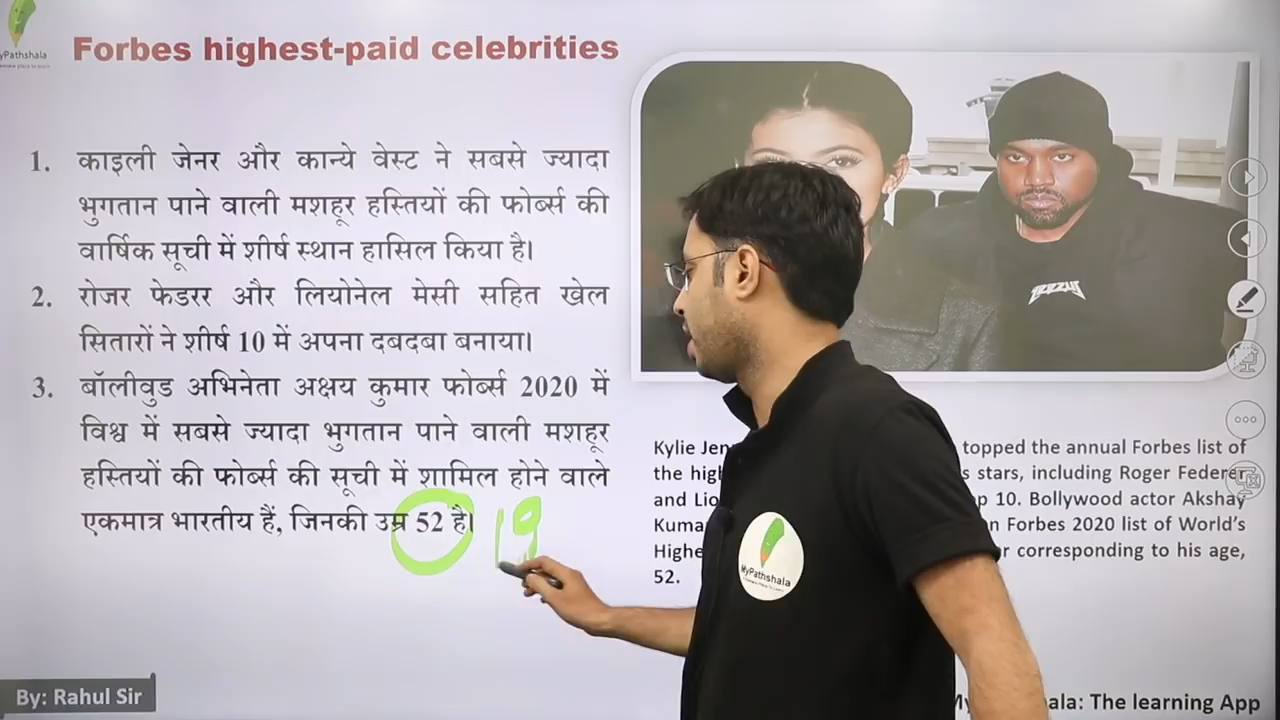 yPathshala
Forbes highest-paid celebrities
1. काइली जेनर और कान्ये वेस्ट ने सबसे ज्यादा
भुगतान पाने वाली मशहूर हस्तियों की फोर्ब्स की
वार्षिक सूची में शीर्ष स्थान हासिल किया है।
2. रोजर फेडरर और लियोनेल मेसी सहित खेल
सितारों ने शीर्ष 10 में अपना दबदबा बनाया।
3. बॉलीवुड अभिनेता अक्षय कुमार फोर्ब्स 2020 में
विश्व में सबसे ज्यादा भुगतान पाने वाली मशहूर
हस्तियों की फोर्ब्स की सूची में शामिल होने वाले
एकमात्र भारतीय हैं, जिनकी उम्र 52 है।
19
YEEZUS
Kylie Jen topped the annual Forbes list of
the hig s stars, including Roger Federer
and Lio p 10. Bollywood actor Akshay
Kuma n Forbes 2020 list of World's
Highe r corresponding to his age,
52.
MyPathshala
By: Rahul Sir
My ala: The learning App